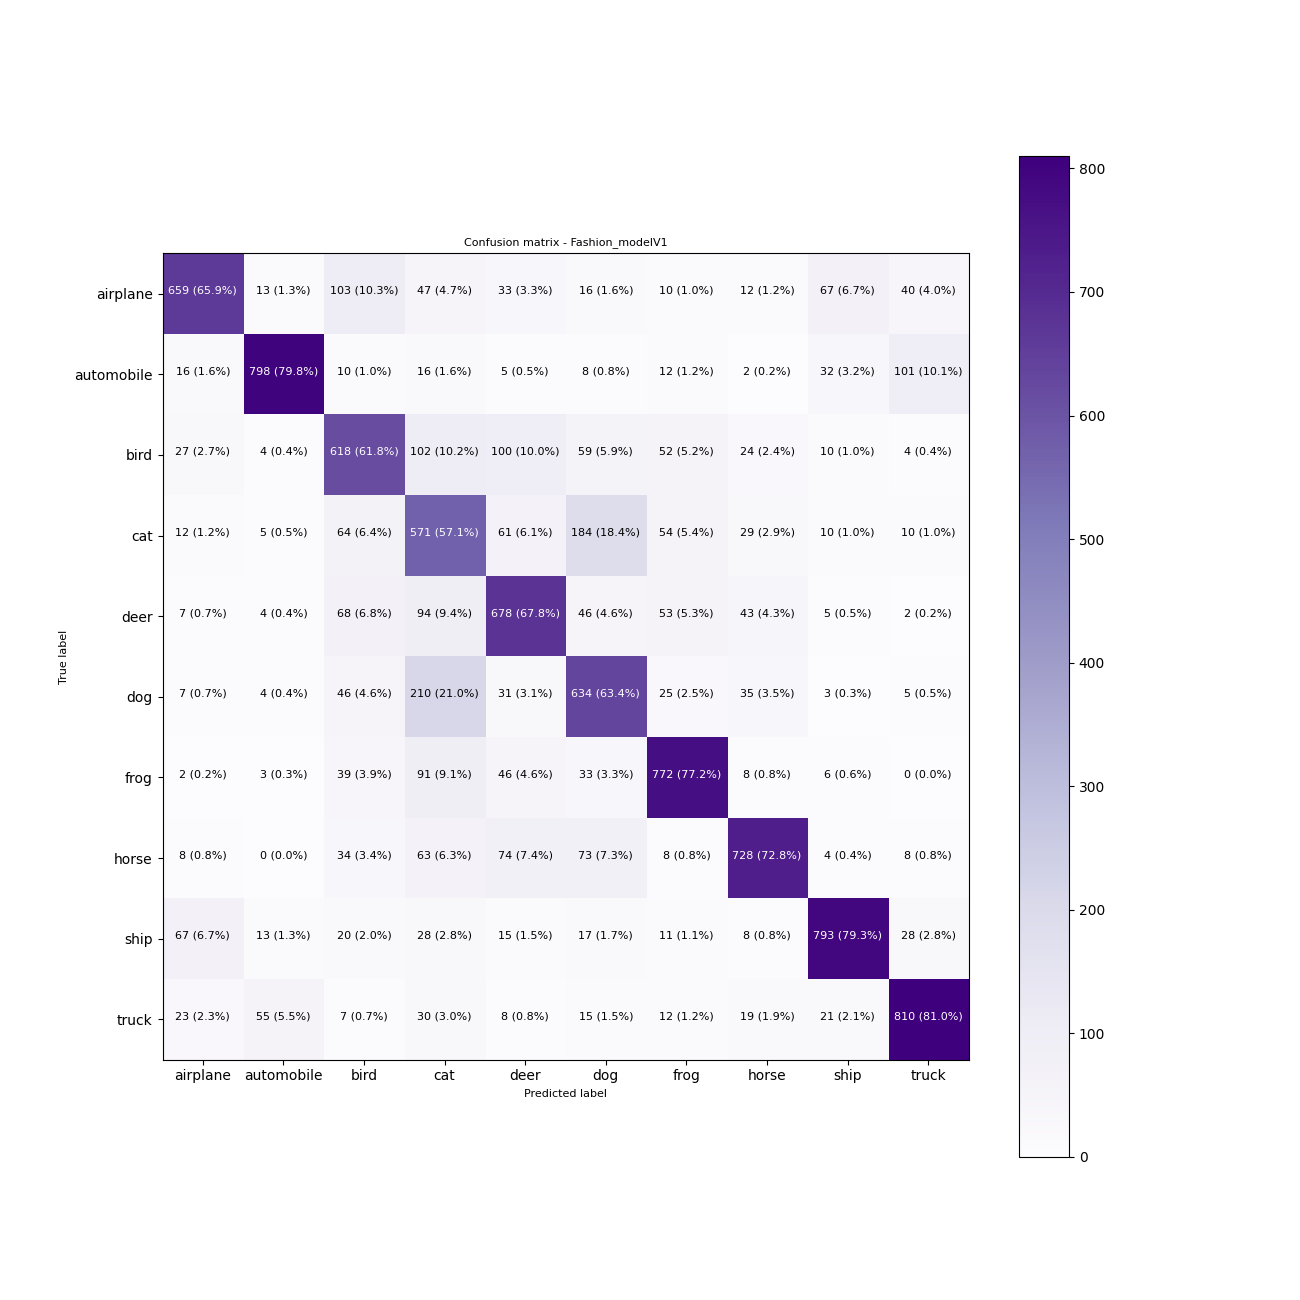 Confusion matrix - Fashion_modelV1
airplane 659 (65.9%) 13 (1.3%) 103 (10.3%) 47 (4.7%) 33 (3.3%) 16 (1.6%) 10 (1.0%) 12 (1.2%) 67 (6.7%) 40 (4.0%)
automobile 16 (1.6%) 798 (79.8%) 10 (1.0%) 16 (1.6%) 5 (0.5%) 8 (0.8%) 12 (1.2%) 2 (0.2%) 32 (3.2%) 101 (10.1%)
bird 27 (2.7%) 4 (0.4%) 618 (61.8%) 102 (10.2%) 100 (10.0%) 59 (5.9%) 52 (5.2%) 24 (2.4%) 10 (1.0%) 4 (0.4%)
cat 12 (1.2%) 5 (0.5%) 64 (6.4%) 571 (57.1%) 61 (6.1%) 184 (18.4%) 54 (5.4%) 29 (2.9%) 10 (1.0%) 10 (1.0%)
deer 7 (0.7%) 4 (0.4%) 68 (6.8%) 94 (9.4%) 678 (67.8%) 46 (4.6%) 53 (5.3%) 43 (4.3%) 5 (0.5%) 2 (0.2%)
dog 7 (0.7%) 4 (0.4%) 46 (4.6%) 210 (21.0%) 31 (3.1%) 634 (63.4%) 25 (2.5%) 35 (3.5%) 3 (0.3%) 5 (0.5%)
frog 2 (0.2%) 3 (0.3%) 39 (3.9%) 91 (9.1%) 46 (4.6%) 33 (3.3%) 772 (77.2%) 8 (0.8%) 6 (0.6%) 0 (0.0%)
horse 8 (0.8%) 0 (0.0%) 34 (3.4%) 63 (6.3%) 74 (7.4%) 73 (7.3%) 8 (0.8%) 728 (72.8%) 4 (0.4%) 8 (0.8%)
ship 67 (6.7%) 13 (1.3%) 20 (2.0%) 28 (2.8%) 15 (1.5%) 17 (1.7%) 11 (1.1%) 8 (0.8%) 793 (79.3%) 28 (2.8%)
truck 23 (2.3%) 55 (5.5%) 7 (0.7%) 30 (3.0%) 8 (0.8%) 15 (1.5%) 12 (1.2%) 19 (1.9%) 21 (2.1%) 810 (81.0%)
airplane automobile bird cat deer dog frog horse ship truck
Predicted label
True label
800
700
600
500
400
300
200
100
0